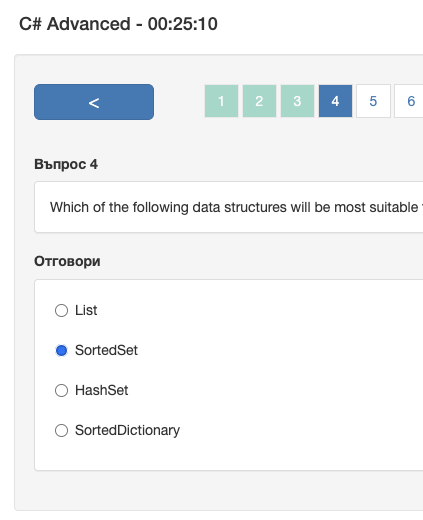 C# Advanced - 00:25:10
< 1 2 3 4 5 6
Въпрос 4
Which of the following data structures will be most suitable
Отговори
List
SortedSet
HashSet
SortedDictionary